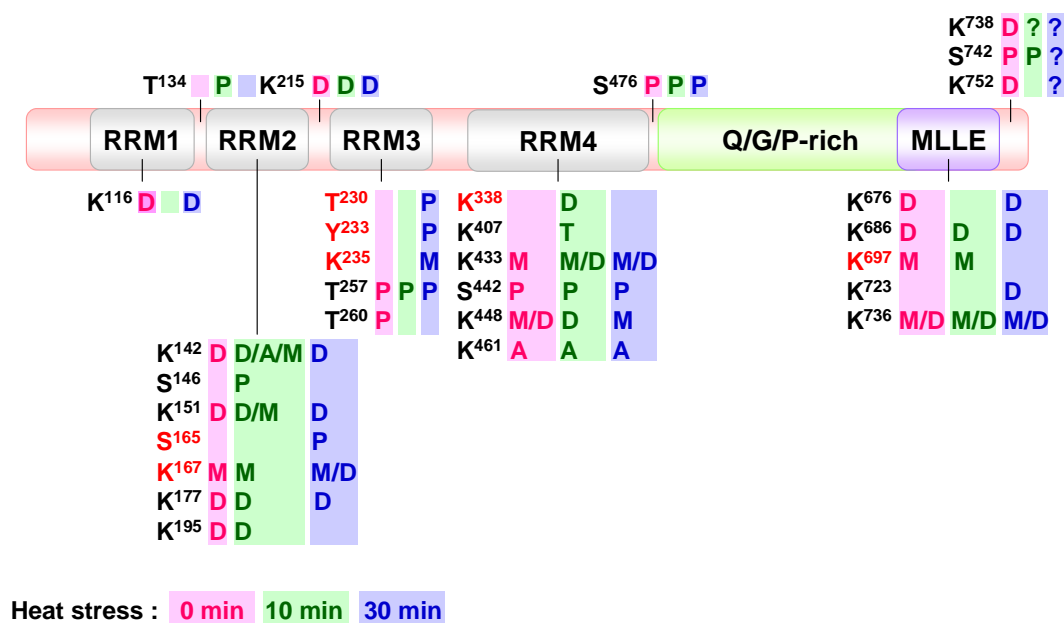 K738 D ? ?
S742 P P ?
K752 D ?
T134 P K215 D D D S476 P P P
RRM1 RRM2 RRM3 RRM4 Q/G/P-rich MLLE
K116 D D
T230 P
Y233 P
K235 M
T257 P P P
T260 P
K338 D
K407 T
K433 M M/D M/D
S442 P P P
K448 M/D D M
K461 A A A
K676 D D
K686 D D D
K697 M M
K723 D
K736 M/D M/D M/D
K142 D D/A/M D
S146 P
K151 D D/M D
S165 P
K167 M M M/D
K177 D D D
K195 D D
Heat stress : 0 min 10 min 30 min